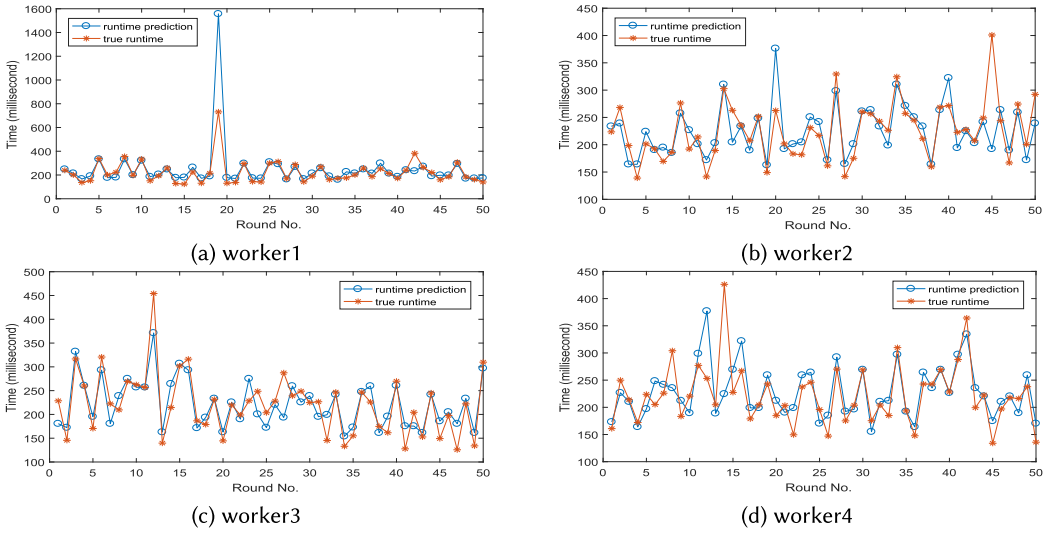 1600
1400
1200
1000
800
600
400
200
0
Time (millisecond)
runtime prediction
true runtime
0 5 10 15 20 25 30 35 40 45 50
Round No.
(a) worker1
450
400
350
300
250
200
150
100
Time (millisecond)
runtime prediction
true runtime
0 5 10 15 20 25 30 35 40 45 50
Round No.
(b) worker2
500
450
400
350
300
250
200
150
100
Time (millisecond)
runtime prediction
true runtime
0 5 10 15 20 25 30 35 40 45 50
Round No.
(c) worker3
450
400
350
300
250
200
150
100
Time (millisecond)
runtime prediction
true runtime
0 5 10 15 20 25 30 35 40 45 50
Round No.
(d) worker4